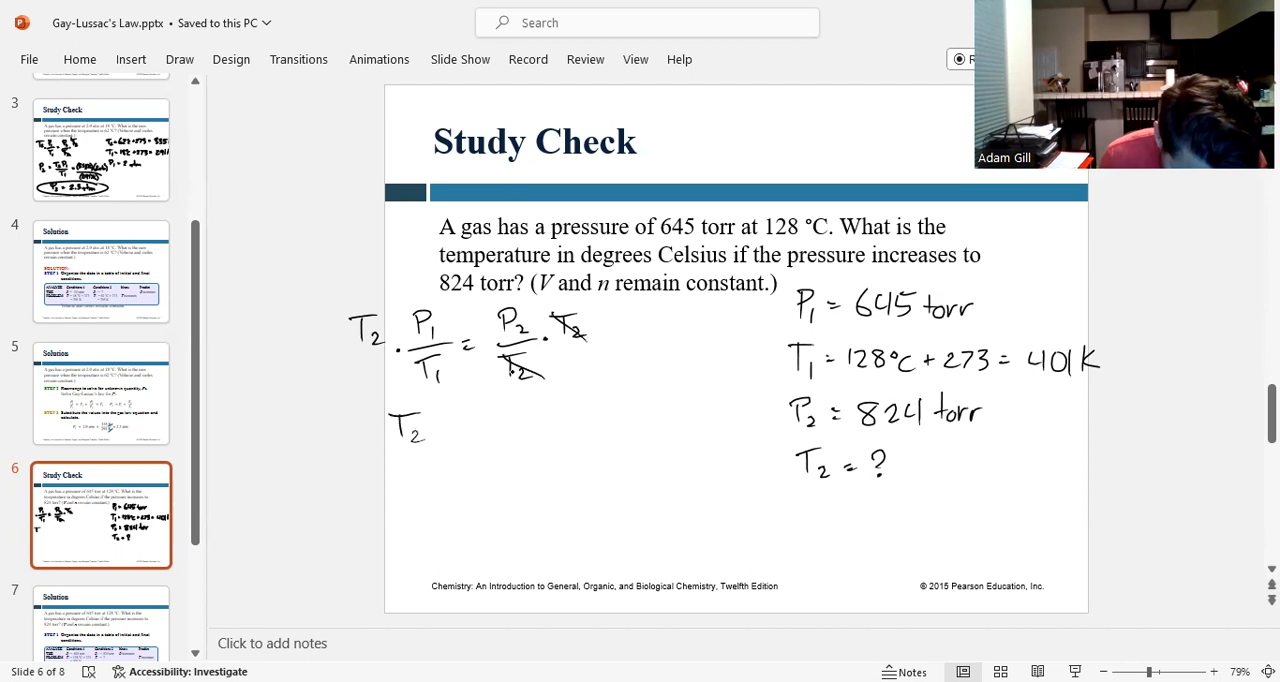 Gay-Lussac's Law.pptx • Saved to this PC
Search
File Home Insert Draw Design Transitions Animations Slide Show Record Review View Help
Adam Gill
3
Study Check
4
Solution
5
Solution
6
Study Check
7
Solution
Study Check
A gas has a pressure of 645 torr at 128 °C. What is the
temperature in degrees Celsius if the pressure increases to
824 torr? (V and n remain constant.)
T₂ · P₁/T₁ = P₂/T₂ · T₂
T₂
P₁ = 645 torr
T₁ = 128°C + 273 = 401 K
P₂ = 824 torr
T₂ = ?
Chemistry: An Introduction to General, Organic, and Biological Chemistry, Twelfth Edition
© 2015 Pearson Education, Inc.
Click to add notes
Slide 6 of 8 Accessibility: Investigate Notes 79%